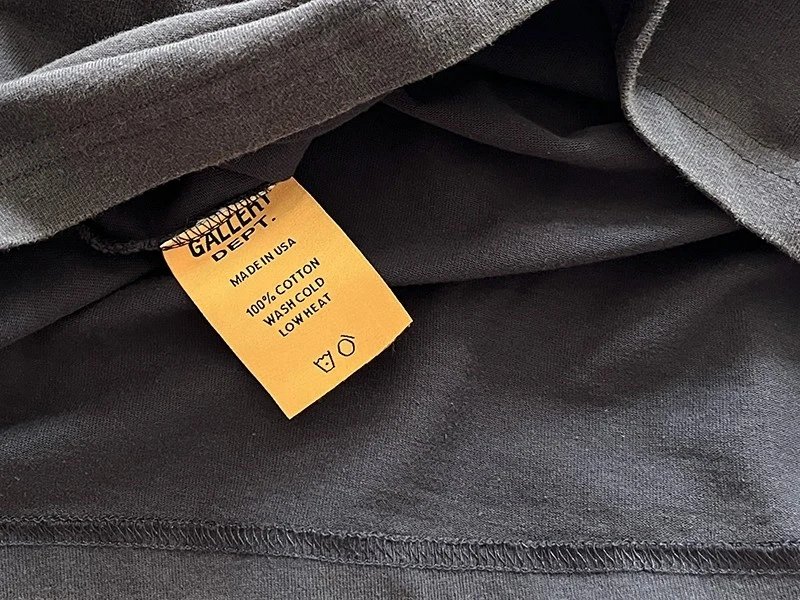 GALLERY
DEPT.
MADE IN USA
100% COTTON
WASH COLD
LOW HEAT